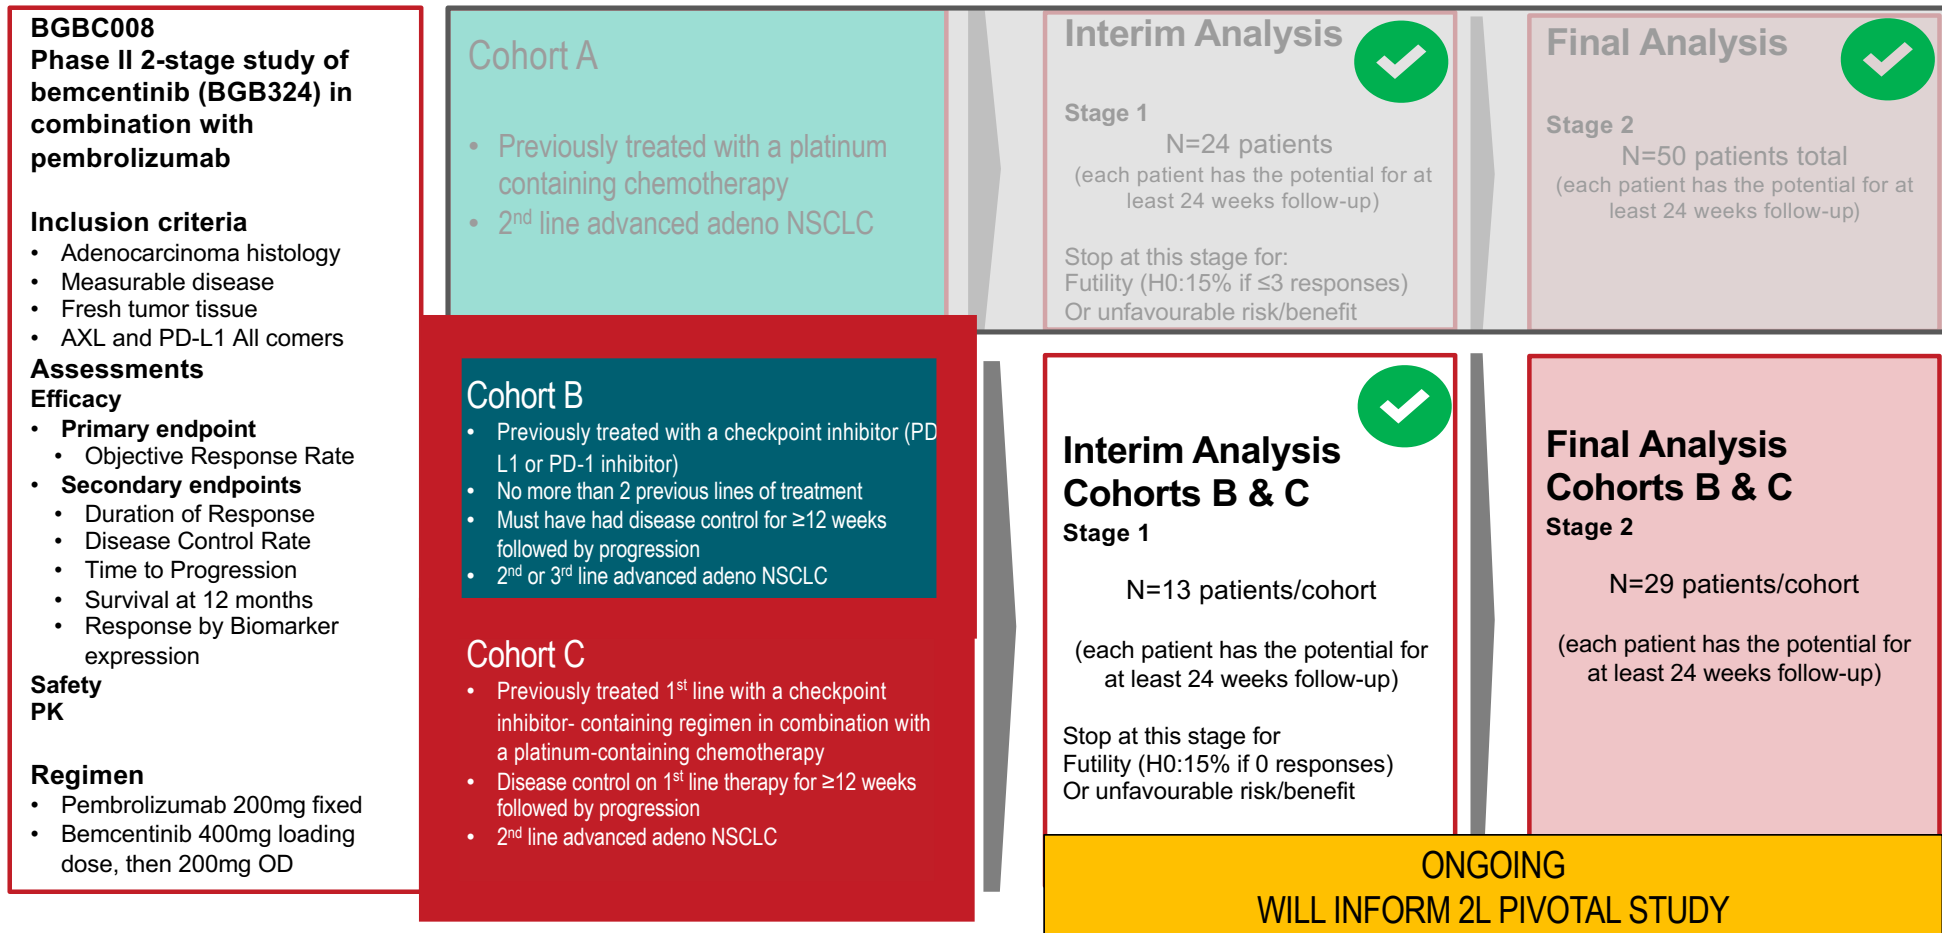 BGBC008
Phase II 2-stage study of
bemcentinib (BGB324) in
combination with
pembrolizumab
Inclusion criteria
• Adenocarcinoma histology
• Measurable disease
• Fresh tumor tissue
• AXL and PD-L1 All comers
Assessments
Efficacy
• Primary endpoint
• Objective Response Rate
• Secondary endpoints
• Duration of Response
• Disease Control Rate
• Time to Progression
• Survival at 12 months
• Response by Biomarker
expression
Safety
PK
Regimen
• Pembrolizumab 200mg fixed
• Bemcentinib 400mg loading
dose, then 200mg OD
Cohort A
• Previously treated with a platinum
containing chemotherapy
• 2nd line advanced adeno NSCLC
Interim Analysis
Stage 1
N=24 patients
(each patient has the potential for at
least 24 weeks follow-up)
Stop at this stage for:
Futility (H0:15% if ≤3 responses)
Or unfavourable risk/benefit
Final Analysis
Stage 2
N=50 patients total
(each patient has the potential for at
least 24 weeks follow-up)
Cohort B
• Previously treated with a checkpoint inhibitor (PD
L1 or PD-1 inhibitor)
• No more than 2 previous lines of treatment
• Must have had disease control for ≥12 weeks
followed by progression
• 2nd or 3rd line advanced adeno NSCLC
Cohort C
• Previously treated 1st line with a checkpoint
inhibitor- containing regimen in combination with
a platinum-containing chemotherapy
• Disease control on 1st line therapy for ≥12 weeks
followed by progression
• 2nd line advanced adeno NSCLC
Interim Analysis
Cohorts B & C
Stage 1
N=13 patients/cohort
(each patient has the potential for
at least 24 weeks follow-up)
Stop at this stage for
Futility (H0:15% if 0 responses)
Or unfavourable risk/benefit
Final Analysis
Cohorts B & C
Stage 2
N=29 patients/cohort
(each patient has the potential for
at least 24 weeks follow-up)
ONGOING
WILL INFORM 2L PIVOTAL STUDY